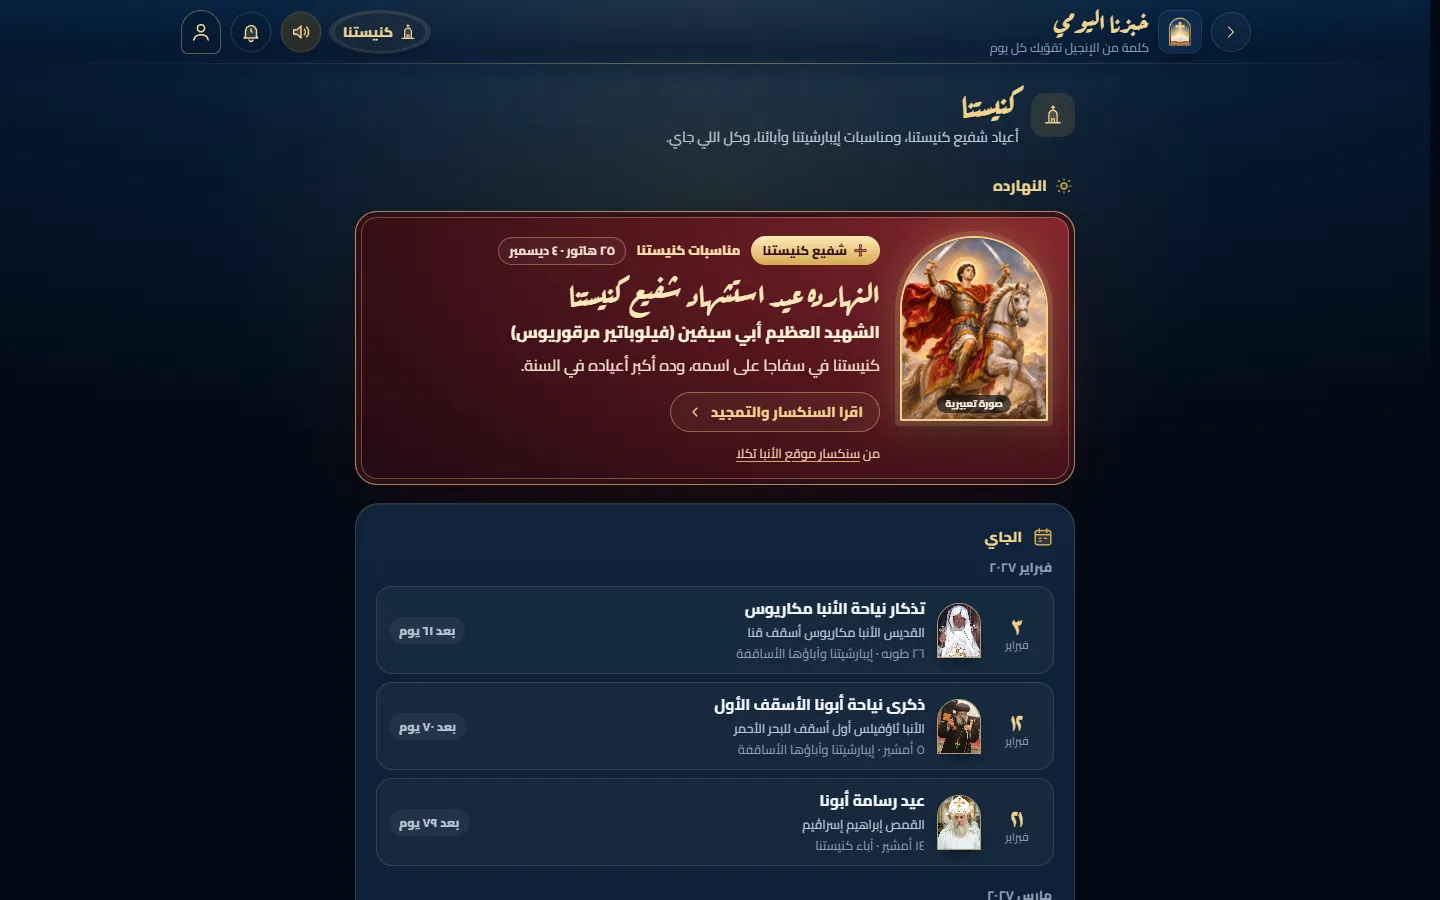 خبزنا اليومي
كلمة من الإنجيل تقوّيك كل يوم
كنيستنا
كنيستنا
أعياد شفيع كنيستنا، ومناسبات إيبارشيتنا وآبائنا، وكل اللي جاي.
النهارده
شفيع كنيستنا
مناسبات كنيستنا
٢٥ هاتور - ٤ ديسمبر
النهارده عيد استشهاد شفيع كنيستنا
الشهيد العظيم أبي سيفين (فيلوباتير مرقوريوس)
كنيستنا في سفاجا على اسمه، وده أكبر أعياده في السنة.
صورة تعبيرية
اقرا السنكسار والتمجيد
من سنكسار موقع الأنبا تكلا
الجاي
فبراير ٢٠٢٧
٣ فبراير
تذكار نياحة الأنبا مكاريوس
القديس الأنبا مكاريوس أسقف قنا
٢٦ طوبه · إيبارشيتنا وآباؤها الأساقفة
بعد ٦١ يوم
١٢ فبراير
ذكرى نياحة أبونا الأسقف الأول
الأنبا ثاؤفيلس أول أسقف للبحر الأحمر
٥ أمشير · إيبارشيتنا وآباؤها الأساقفة
بعد ٧٠ يوم
٢١ فبراير
عيد رسامة أبونا
القمص إبراهيم إسرافيم
١٤ أمشير · آباء كنيستنا
بعد ٧٩ يوم
مارس ٢٠٢٧